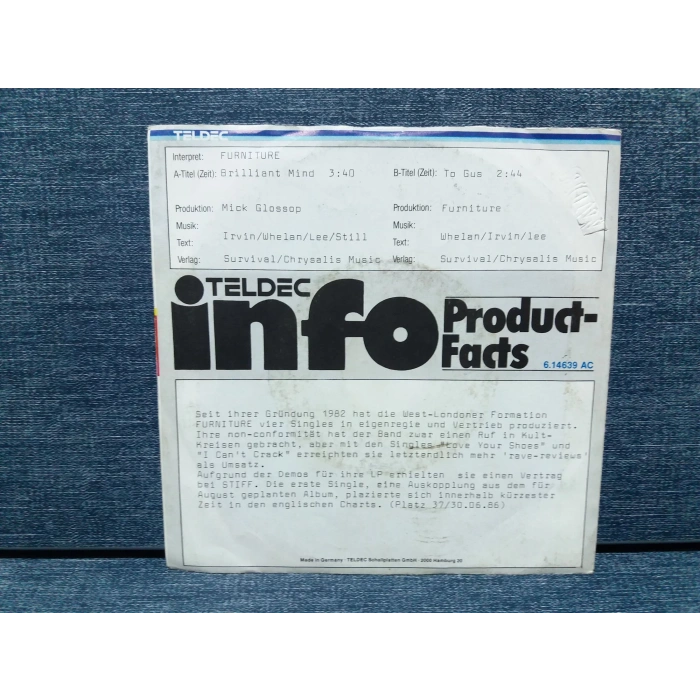 TELDEC
Interpret: FURNITURE
A-Titel (Zeit): Brilliant Mind 3:40 B-Titel (Zeit): To Gus 2:44
Produktion: Mick Glossop Produktion: Furniture
Musik: Musik:
Text: Irvin/Whelan/Lee/Still Text: Whelan/Irvin/lee
Verlag: Survival/Chrysalis Music Verlag: Survival/Chrysalis Music
TELDEC
info Product-
Facts
6.14639 AC
Seit ihrer Gründung 1982 hat die West-Londoner Formation
FURNITURE vier Singles in eigenregie und Vertrieb produziert.
Ihre non-conformität hat der Band zwar einen Ruf in Kult-
Kreisen gebracht, aber mit den Singles "Love Your Shoes" und
"I Can't Crack" erreichten sie letztendlich mehr 'rave-reviews'
als Umsatz.
Aufgrund der Demos für ihre LP erhielten sie einen Vertrag
bei STIFF. Die erste Single, eine Auskopplung aus dem für
August geplanten Album, plazierte sich innerhalb kürzester
Zeit in den englischen Charts. (Platz 37/30.06.86)
Made in Germany · TELDEC Schallplatten GmbH · 2000 Hamburg 20